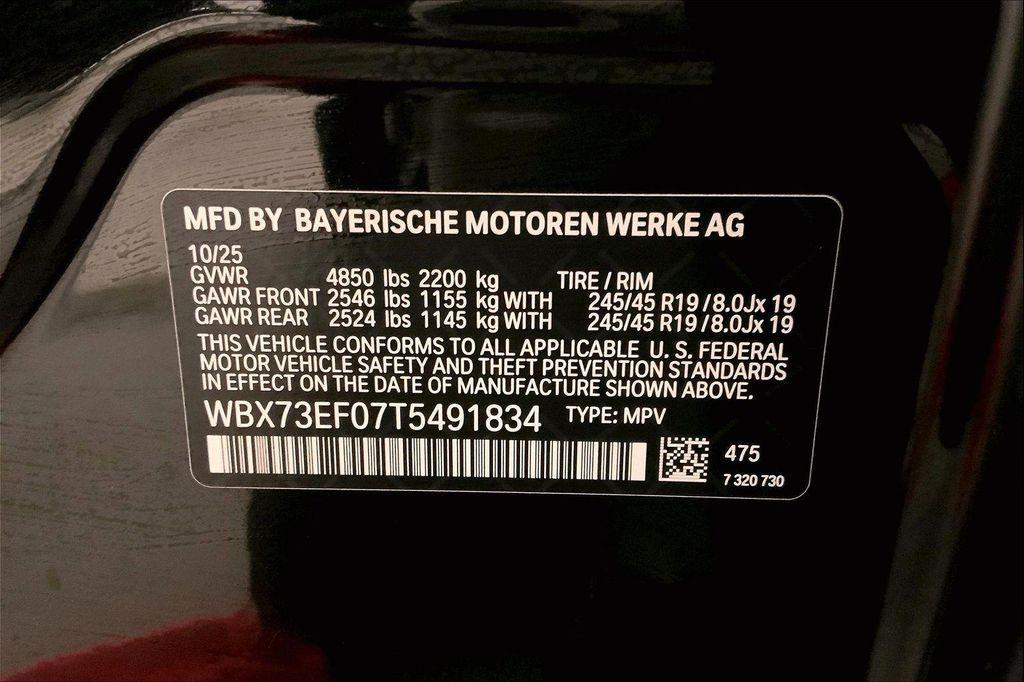 MFD BY BAYERISCHE MOTOREN WERKE AG
10/25
GVWR 4850 lbs 2200 kg TIRE / RIM
GAWR FRONT 2546 lbs 1155 kg WITH 245/45 R19 / 8.0Jx 19
GAWR REAR 2524 lbs 1145 kg WITH 245/45 R19 / 8.0Jx 19
THIS VEHICLE CONFORMS TO ALL APPLICABLE U. S. FEDERAL
MOTOR VEHICLE SAFETY AND THEFT PREVENTION STANDARDS
IN EFFECT ON THE DATE OF MANUFACTURE SHOWN ABOVE.
WBX73EF07T5491834 TYPE: MPV
475
7 320 730